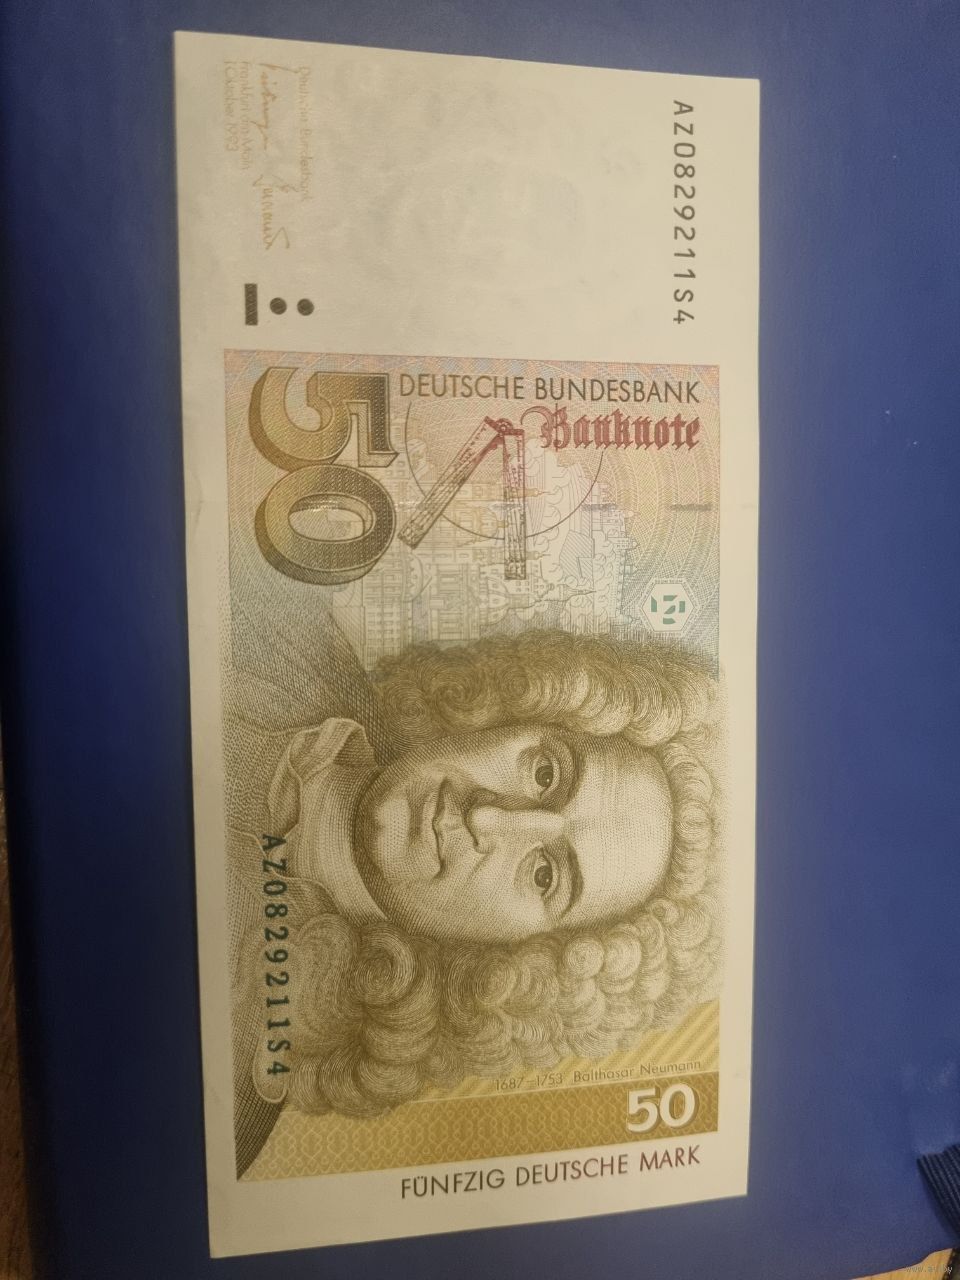 AZ0829211S4
Deutsche Bundesbank
Frankfurt am Main
1. Oktober 1993
DEUTSCHE BUNDESBANK
Banknote
50
AZ0829211S4
1687–1753 Balthasar Neumann
50
FÜNFZIG DEUTSCHE MARK